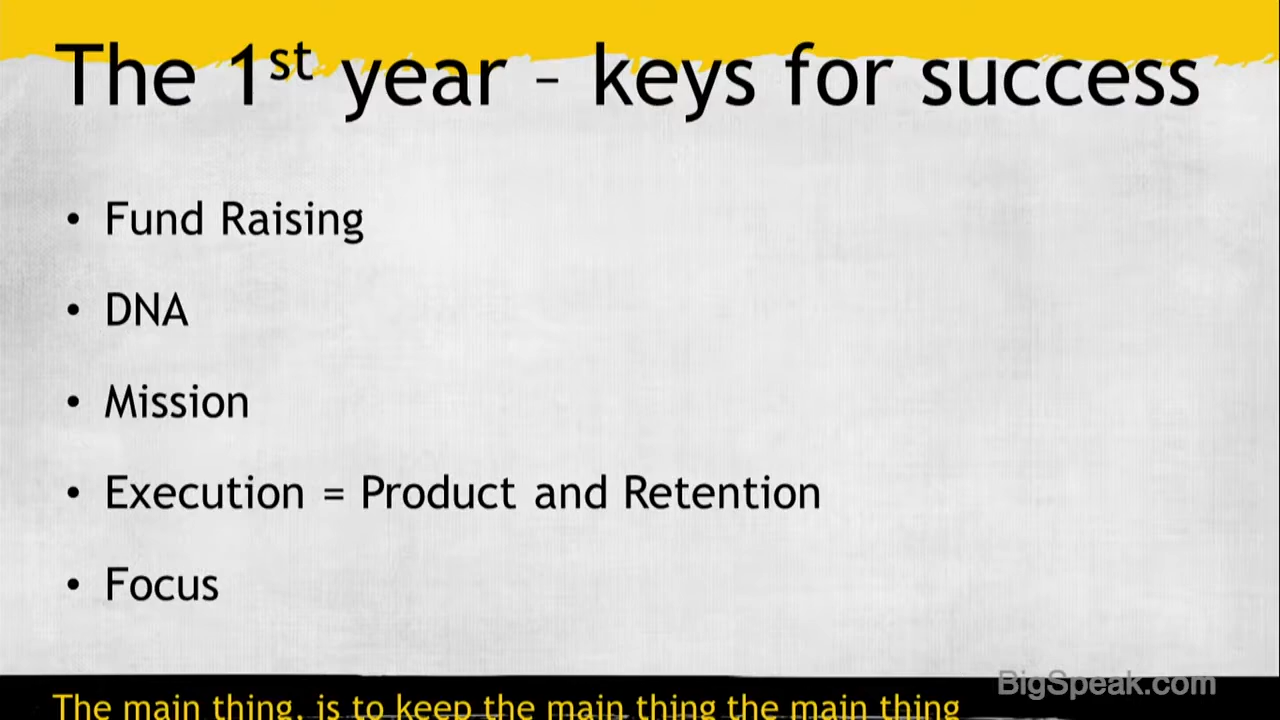 The 1st year – keys for success
• Fund Raising
• DNA
• Mission
• Execution = Product and Retention
• Focus
BigSpeak.com
The main thing, is to keep the main thing the main thing